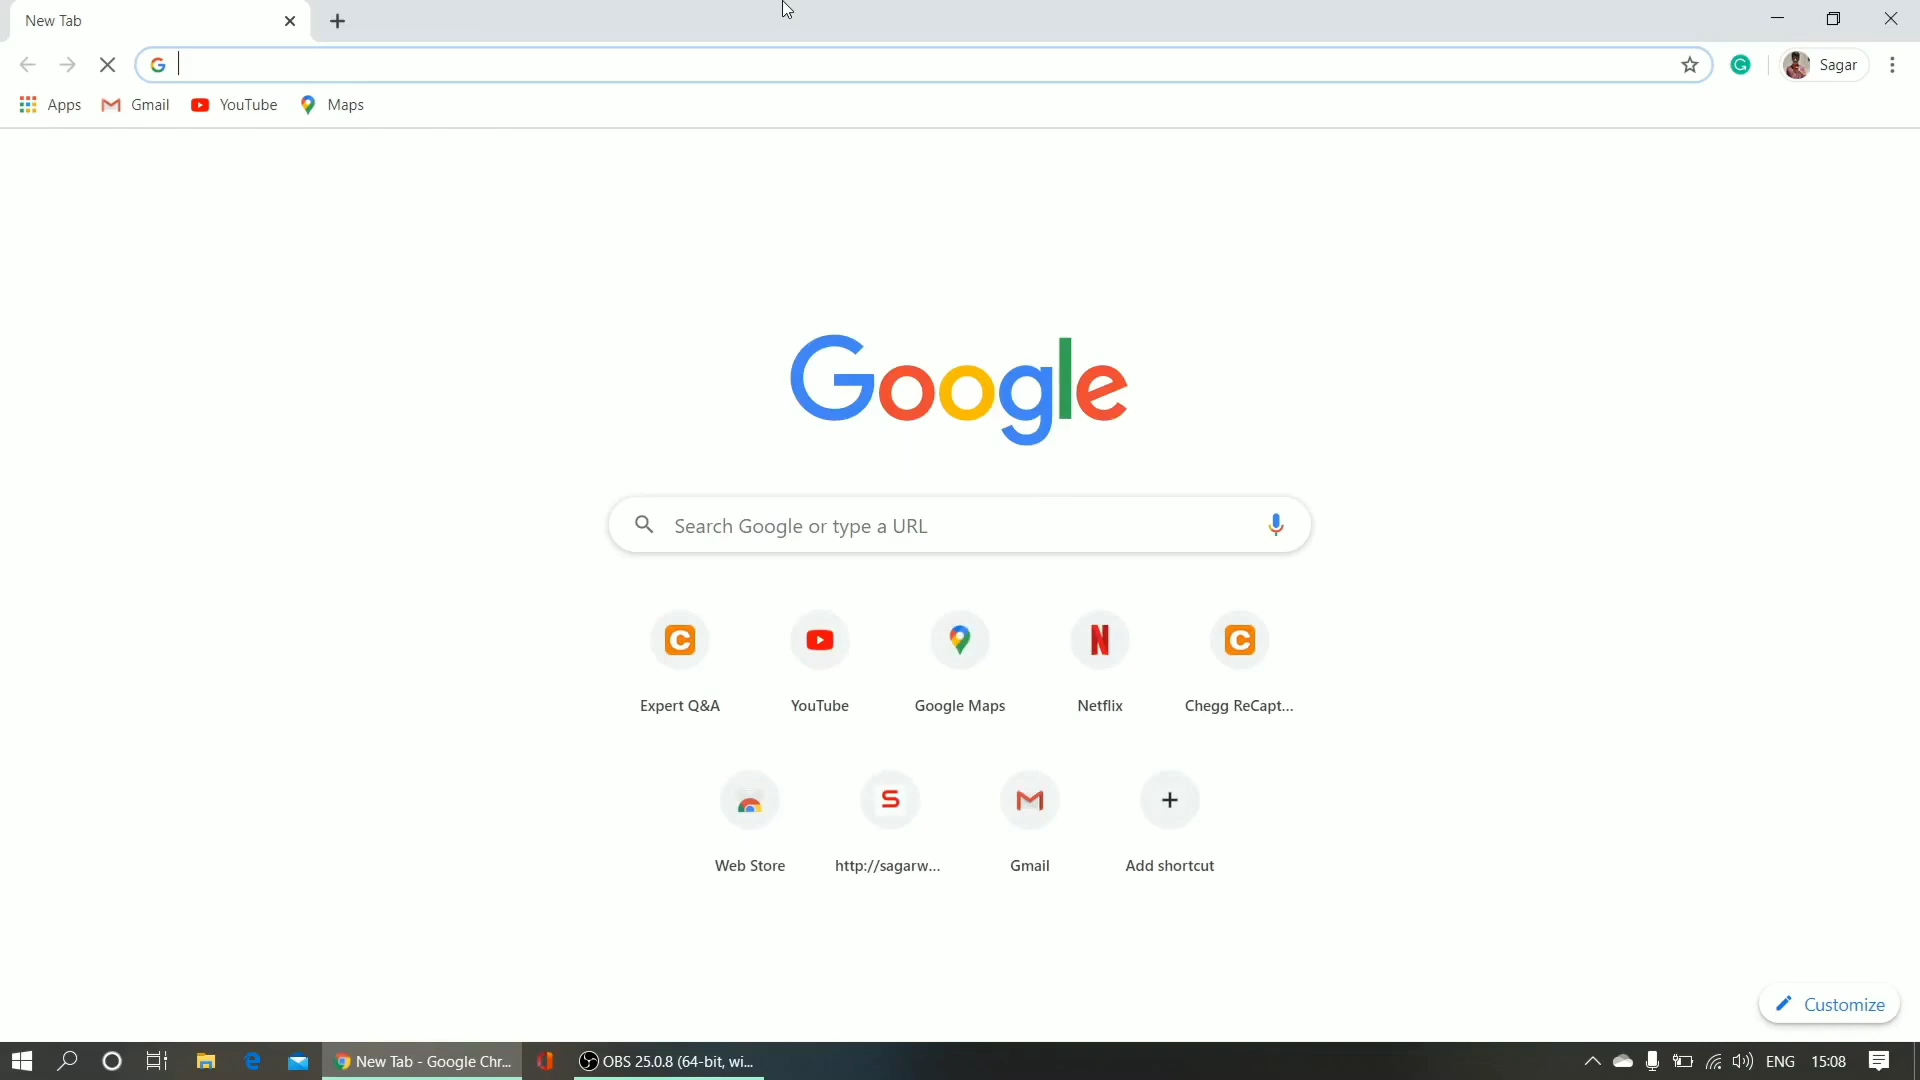 New Tab
Sagar
Apps Gmail YouTube Maps
Google
Search Google or type a URL
Expert Q&A YouTube Google Maps Netflix Chegg ReCapt...
Web Store http://sagarw... Gmail Add shortcut
Customize
New Tab - Google Chr... OBS 25.0.8 (64-bit, wi... ENG 15:08